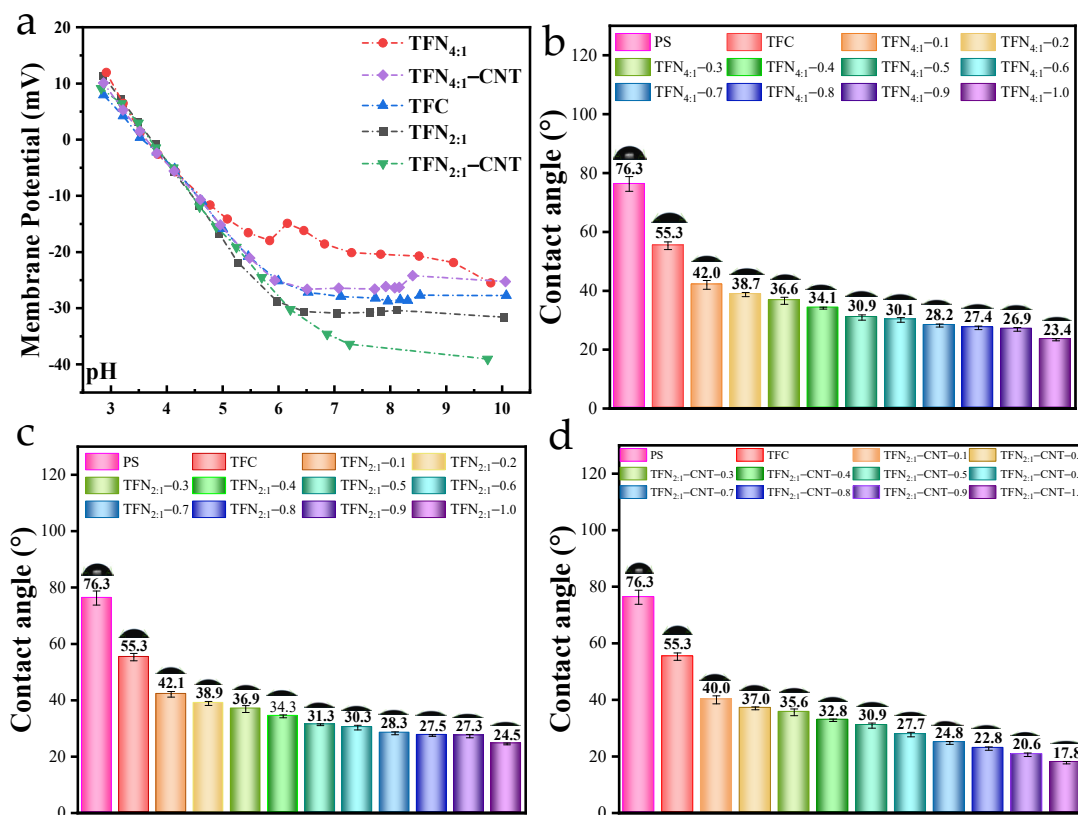 a
Membrane Potential (mV)
20
10
0
-10
-20
-30
-40
TFN4:1
TFN4:1–CNT
TFC
TFN2:1
TFN2:1–CNT
pH
3 4 5 6 7 8 9 10
b
Contact angle (°)
120
100
80
60
40
20
0
PS TFC TFN4:1–0.1 TFN4:1–0.2
TFN4:1–0.3 TFN4:1–0.4 TFN4:1–0.5 TFN4:1–0.6
TFN4:1–0.7 TFN4:1–0.8 TFN4:1–0.9 TFN4:1–1.0
76.3 55.3 42.0 38.7 36.6 34.1 30.9 30.1 28.2 27.4 26.9 23.4
c
Contact angle (°)
120
100
80
60
40
20
0
PS TFC TFN2:1–0.1 TFN2:1–0.2
TFN2:1–0.3 TFN2:1–0.4 TFN2:1–0.5 TFN2:1–0.6
TFN2:1–0.7 TFN2:1–0.8 TFN2:1–0.9 TFN2:1–1.0
76.3 55.3 42.1 38.9 36.9 34.3 31.3 30.3 28.3 27.5 27.3 24.5
d
Contact angle (°)
120
100
80
60
40
20
0
PS TFC TFN2:1–CNT–0.1 TFN2:1–CNT–0.
TFN2:1–CNT–0.3 TFN2:1–CNT–0.4 TFN2:1–CNT–0.5 TFN2:1–CNT–0.
TFN2:1–CNT–0.7 TFN2:1–CNT–0.8 TFN2:1–CNT–0.9 TFN2:1–CNT–1.
76.3 55.3 40.0 37.0 35.6 32.8 30.9 27.7 24.8 22.8 20.6 17.8